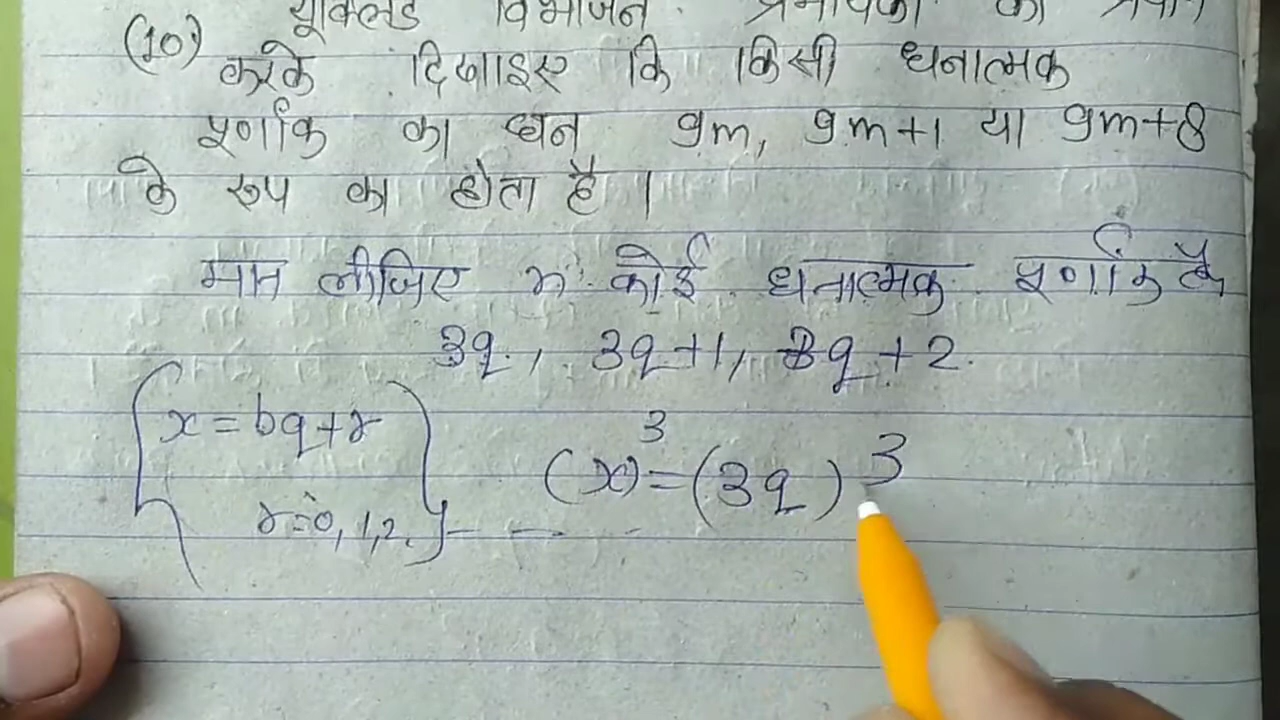 यूक्लिड विभाजन प्रमेयिका का प्रयोग
(10) करके दिखाइए कि किसी धनात्मक
पूर्णांक का घन 9m, 9m+1 या 9m+8
के रूप का होता है ।
मान लीजिए x कोई धनात्मक पूर्णांक है
3q, 3q+1, 3q+2.
x = bq+r
(x)³ = (3q)³
r=0,1,2.